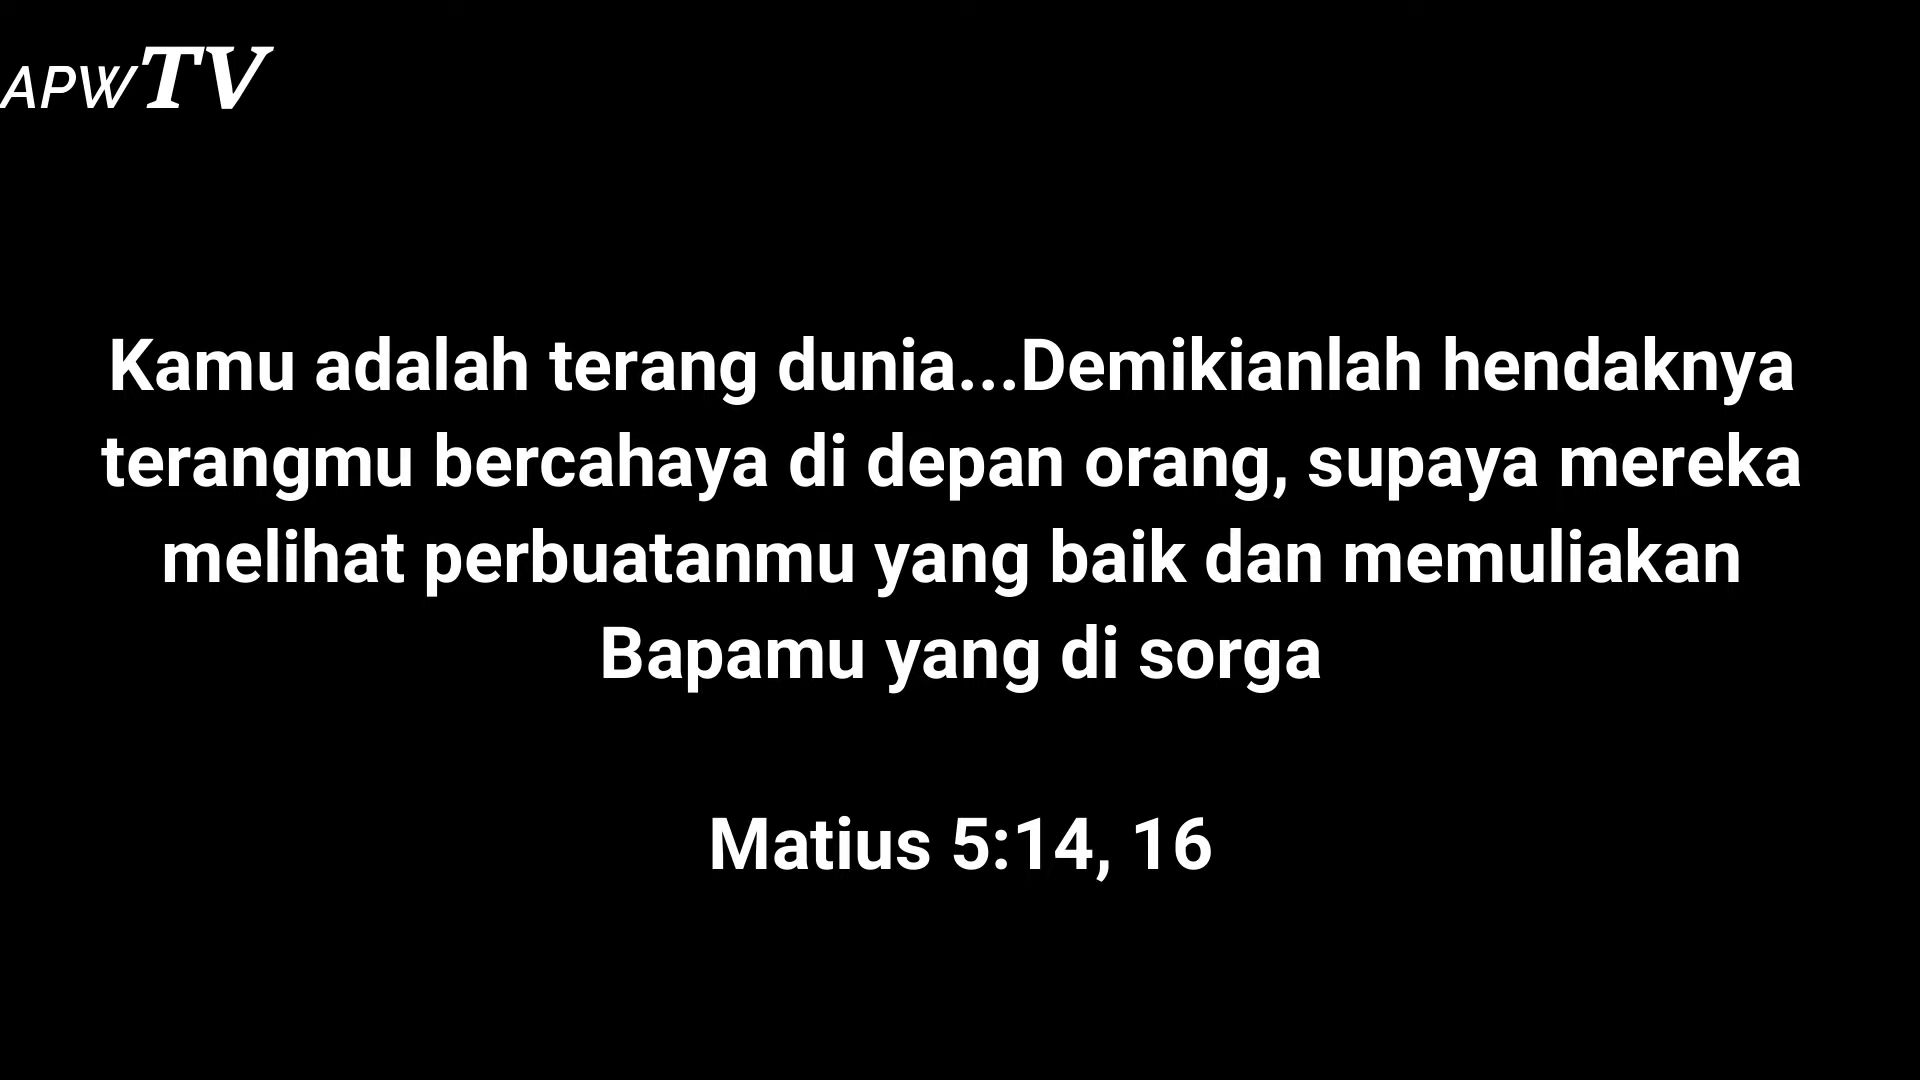 APWTV
Kamu adalah terang dunia...Demikianlah hendaknya
terangmu bercahaya di depan orang, supaya mereka
melihat perbuatanmu yang baik dan memuliakan
Bapamu yang di sorga
Matius 5:14, 16